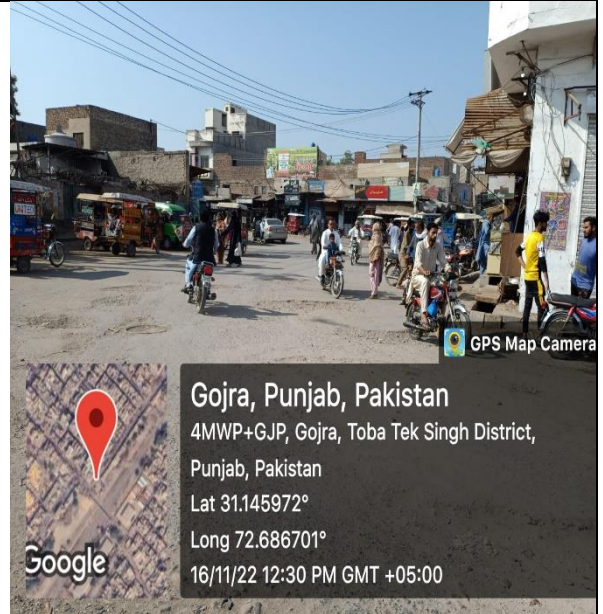 GPS Map Camera
Gojra, Punjab, Pakistan
4MWP+GJP, Gojra, Toba Tek Singh District,
Punjab, Pakistan
Lat 31.145972°
Long 72.686701°
16/11/22 12:30 PM GMT +05:00
Google